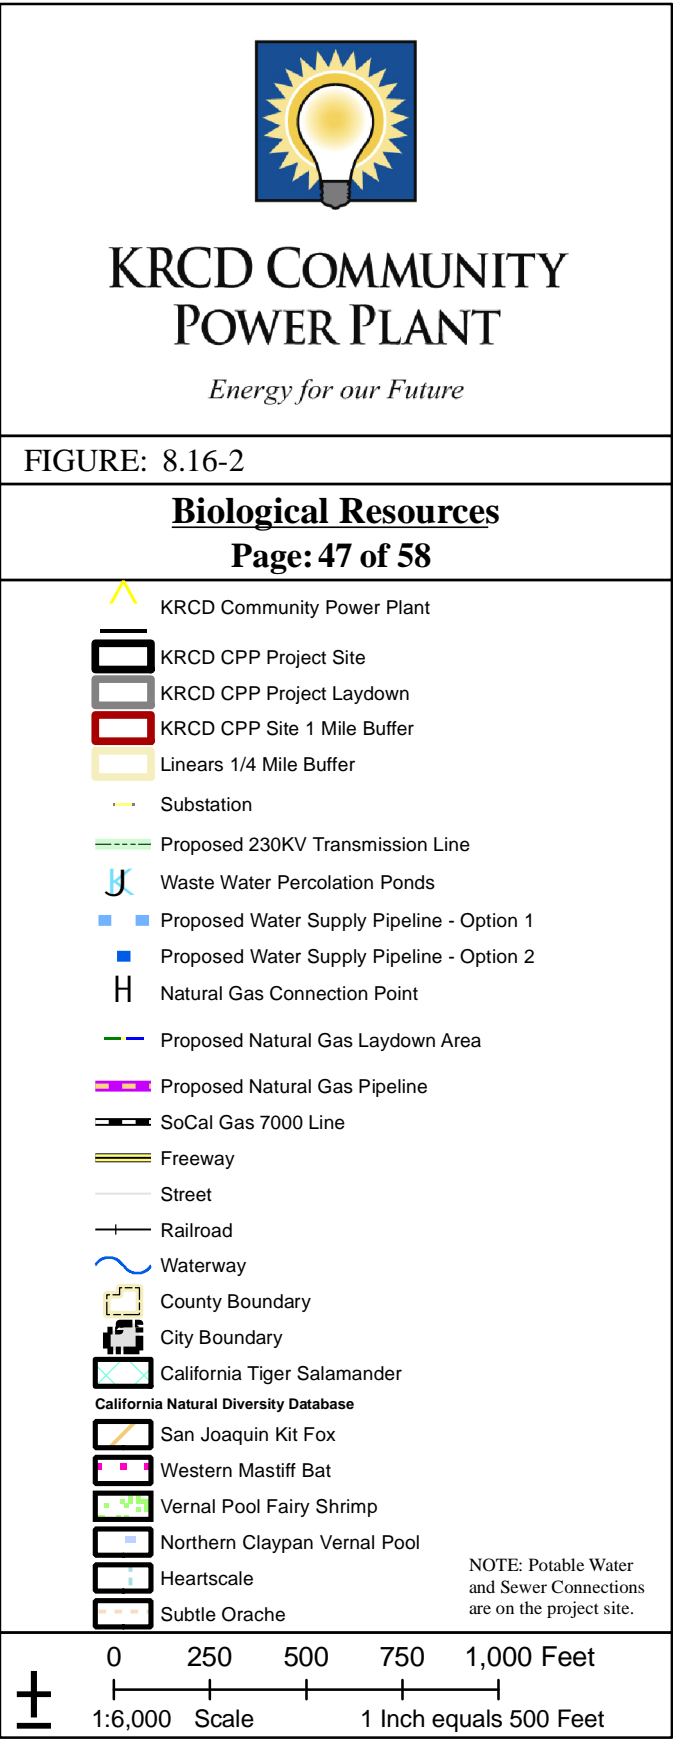 KRCD COMMUNITY
POWER PLANT
Energy for our Future
FIGURE: 8.16-2
Biological Resources
Page: 47 of 58
KRCD Community Power Plant
KRCD CPP Project Site
KRCD CPP Project Laydown
KRCD CPP Site 1 Mile Buffer
Linears 1/4 Mile Buffer
Substation
Proposed 230KV Transmission Line
JK Waste Water Percolation Ponds
Proposed Water Supply Pipeline - Option 1
Proposed Water Supply Pipeline - Option 2
H Natural Gas Connection Point
Proposed Natural Gas Laydown Area
Proposed Natural Gas Pipeline
SoCal Gas 7000 Line
Freeway
Street
Railroad
Waterway
County Boundary
City Boundary
California Tiger Salamander
California Natural Diversity Database
San Joaquin Kit Fox
Western Mastiff Bat
Vernal Pool Fairy Shrimp
Northern Claypan Vernal Pool
Heartscale
Subtle Orache
NOTE: Potable Water
and Sewer Connections
are on the project site.
0 250 500 750 1,000 Feet
1:6,000 Scale 1 Inch equals 500 Feet